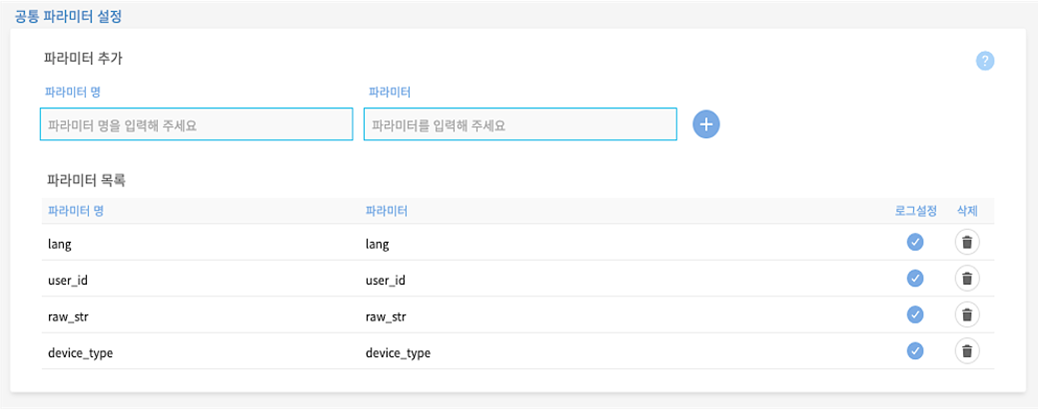 공통 파라미터 설정
파라미터 추가
?
파라미터 명 파라미터
파라미터 명을 입력해 주세요 파라미터를 입력해 주세요
파라미터 목록
파라미터 명 파라미터 로그설정 삭제
lang lang
user_id user_id
raw_str raw_str
device_type device_type